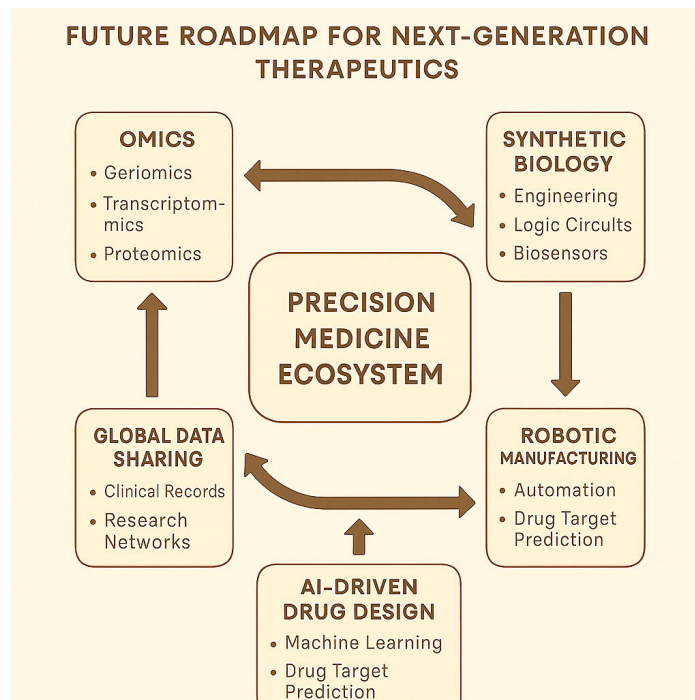 FUTURE ROADMAP FOR NEXT-GENERATION
THERAPEUTICS
OMICS
• Geriomics
• Transcriptom-
mics
• Proteomics
SYNTHETIC
BIOLOGY
• Engineering
• Logic Circults
• Biosensors
PRECISION
MEDICINE
ECOSYSTEM
GLOBAL DATA
SHARING
• Clinical Records
• Research
Networks
ROBOTIC
MANUFACTURING
• Automation
• Drug Target
Prediction
AI-DRIVEN
DRUG DESIGN
• Machine Learning
• Drug Target
Prediction